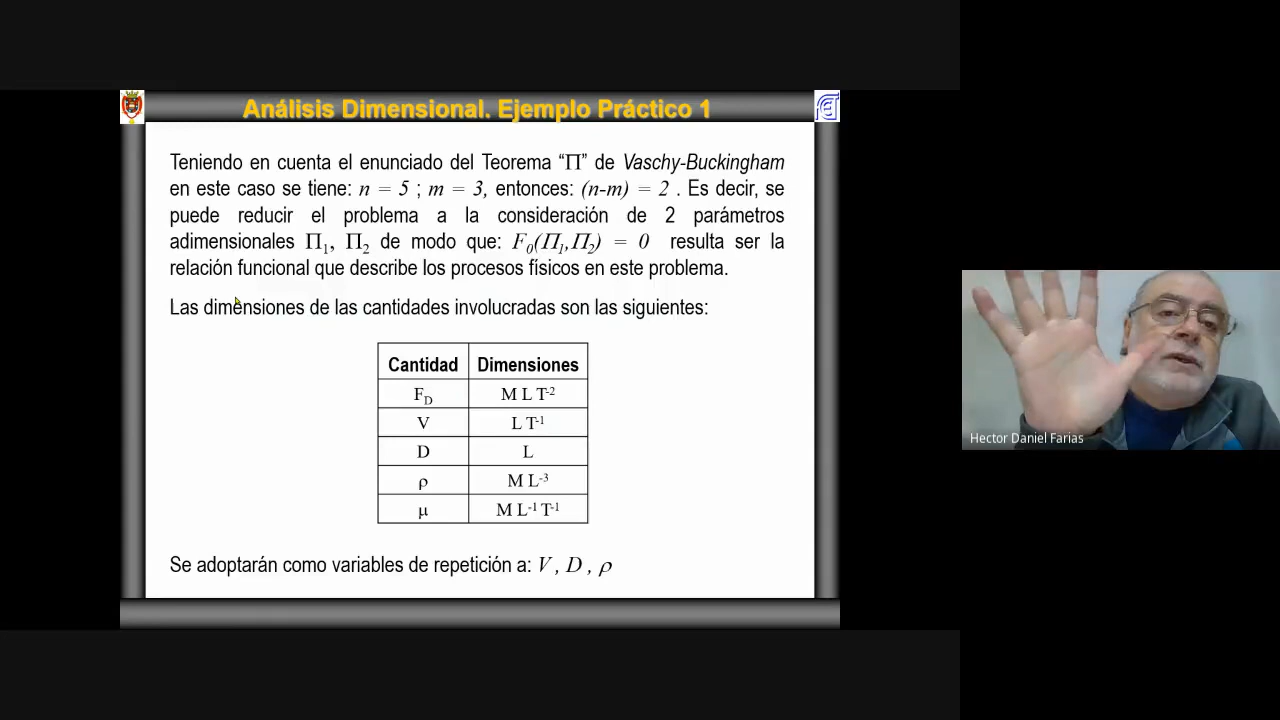 Análisis Dimensional. Ejemplo Práctico 1
Teniendo en cuenta el enunciado del Teorema “Π” de Vaschy-Buckingham
en este caso se tiene: n = 5 ; m = 3, entonces: (n-m) = 2 . Es decir, se
puede reducir el problema a la consideración de 2 parámetros
adimensionales Π₁, Π₂ de modo que: F₀(Π₁,Π₂) = 0 resulta ser la
relación funcional que describe los procesos físicos en este problema.
Las dimensiones de las cantidades involucradas son las siguientes:
Cantidad Dimensiones
F_D M L T⁻²
V L T⁻¹
D L
ρ M L⁻³
μ M L⁻¹ T⁻¹
Se adoptarán como variables de repetición a: V , D , ρ
Hector Daniel Farias